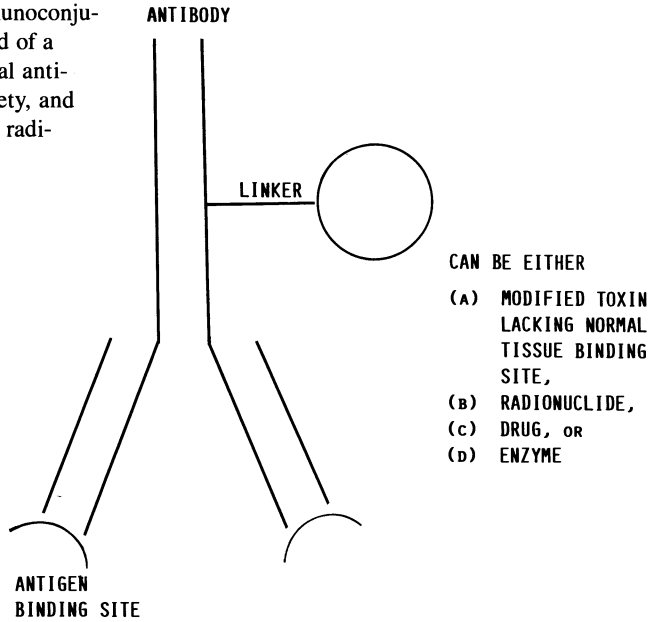 unoconju-
d of a
al anti-
ety, and
radi-
ANTIBODY
LINKER
CAN BE EITHER
(A) MODIFIED TOXIN
LACKING NORMAL
TISSUE BINDING
SITE,
(B) RADIONUCLIDE,
(C) DRUG, OR
(D) ENZYME
ANTIGEN
BINDING SITE